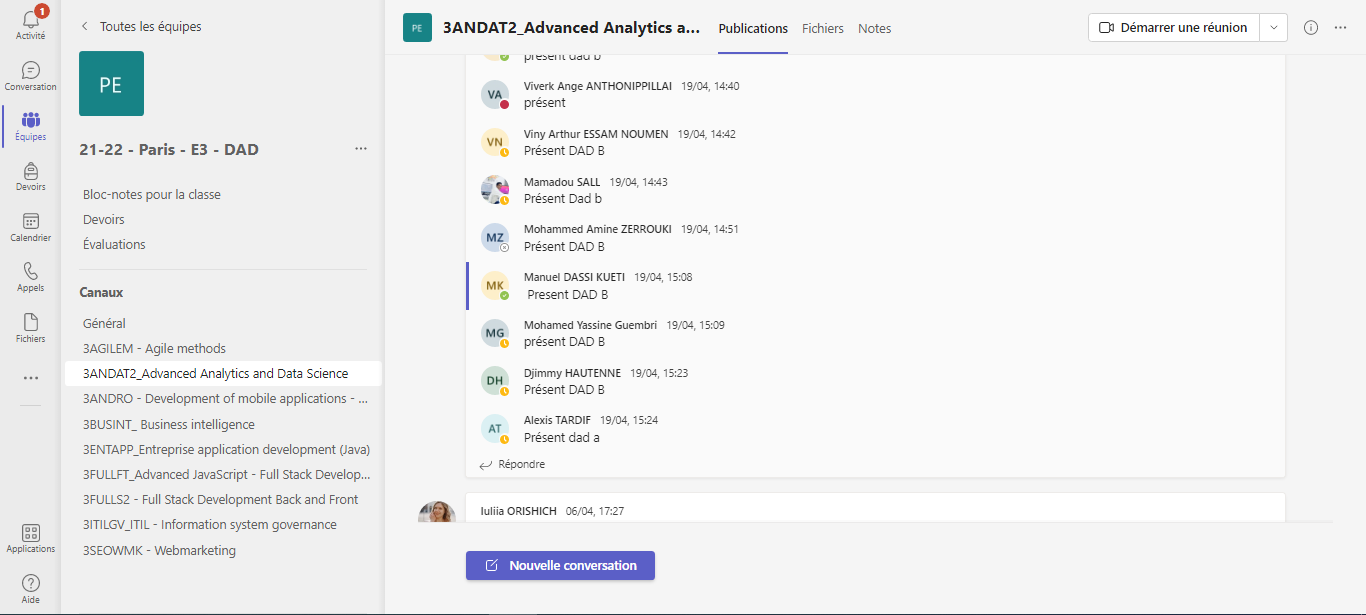 1
Activité
Conversation
Équipes
Devoirs
Calendrier
Appels
Fichiers
Applications
Aide
Toutes les équipes
PE
21-22 - Paris - E3 - DAD
Bloc-notes pour la classe
Devoirs
Évaluations
Canaux
Général
3AGILEM - Agile methods
3ANDAT2_Advanced Analytics and Data Science
3ANDRO - Development of mobile applications - ...
3BUSINT_ Business intelligence
3ENTAPP_Entreprise application development (Java)
3FULLFT_Advanced JavaScript - Full Stack Develop...
3FULLS2 - Full Stack Development Back and Front
3ITILGV_ITIL - Information system governance
3SEOWMK - Webmarketing
PE
3ANDAT2_Advanced Analytics a...
Publications
Fichiers
Notes
Démarrer une réunion
présent dad b
VA
Viverk Ange ANTHONIPPILLAI 19/04, 14:40
présent
VN
Viny Arthur ESSAM NOUMEN 19/04, 14:42
Présent DAD B
Mamadou SALL 19/04, 14:43
Présent Dad b
MZ
Mohammed Amine ZERROUKI 19/04, 14:51
Présent DAD B
MK
Manuel DASSI KUETI 19/04, 15:08
Present DAD B
MG
Mohamed Yassine Guembri 19/04, 15:09
présent DAD B
DH
Djimmy HAUTENNE 19/04, 15:23
Présent DAD B
AT
Alexis TARDIF 19/04, 15:24
Présent dad a
Répondre
Iuliia ORISHICH 06/04, 17:27
Nouvelle conversation